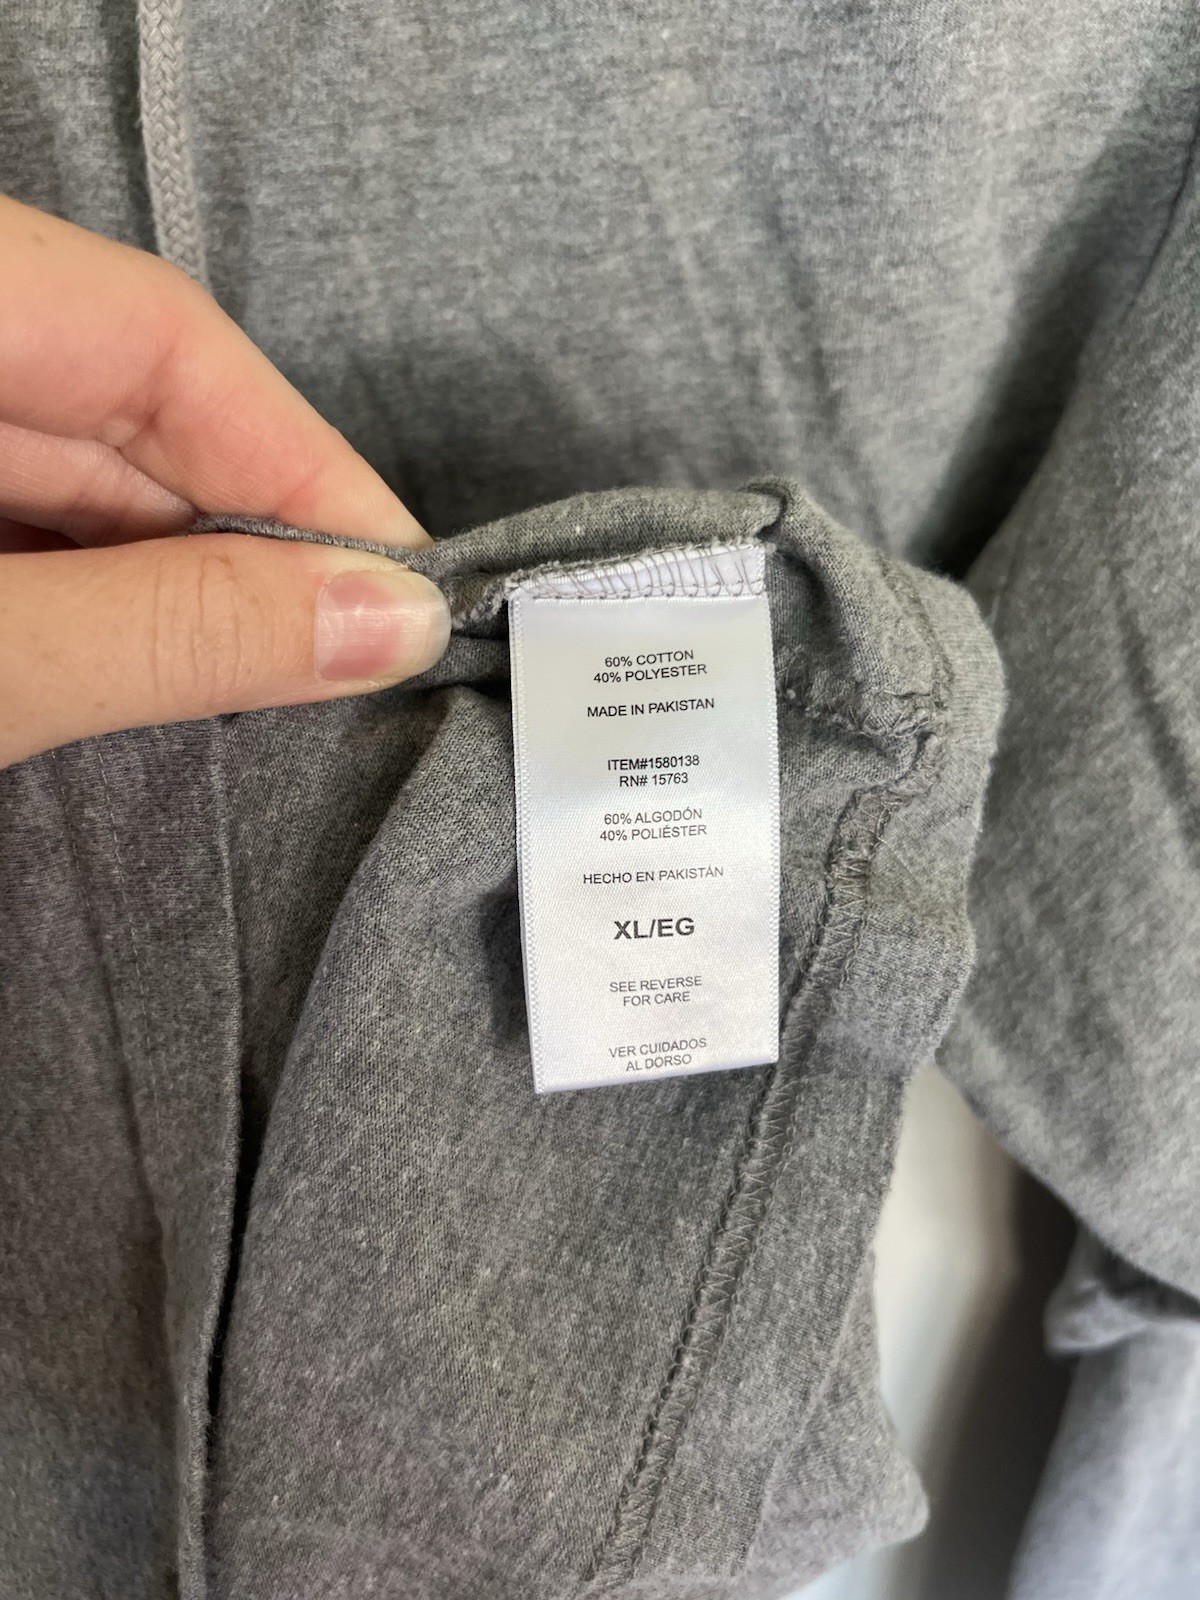 60% COTTON
40% POLYESTER
MADE IN PAKISTAN
ITEM#1580138
RN# 15763
60% ALGODÓN
40% POLIÉSTER
HECHO EN PAKISTÁN
XL/EG
SEE REVERSE
FOR CARE
VER CUIDADOS
AL DORSO